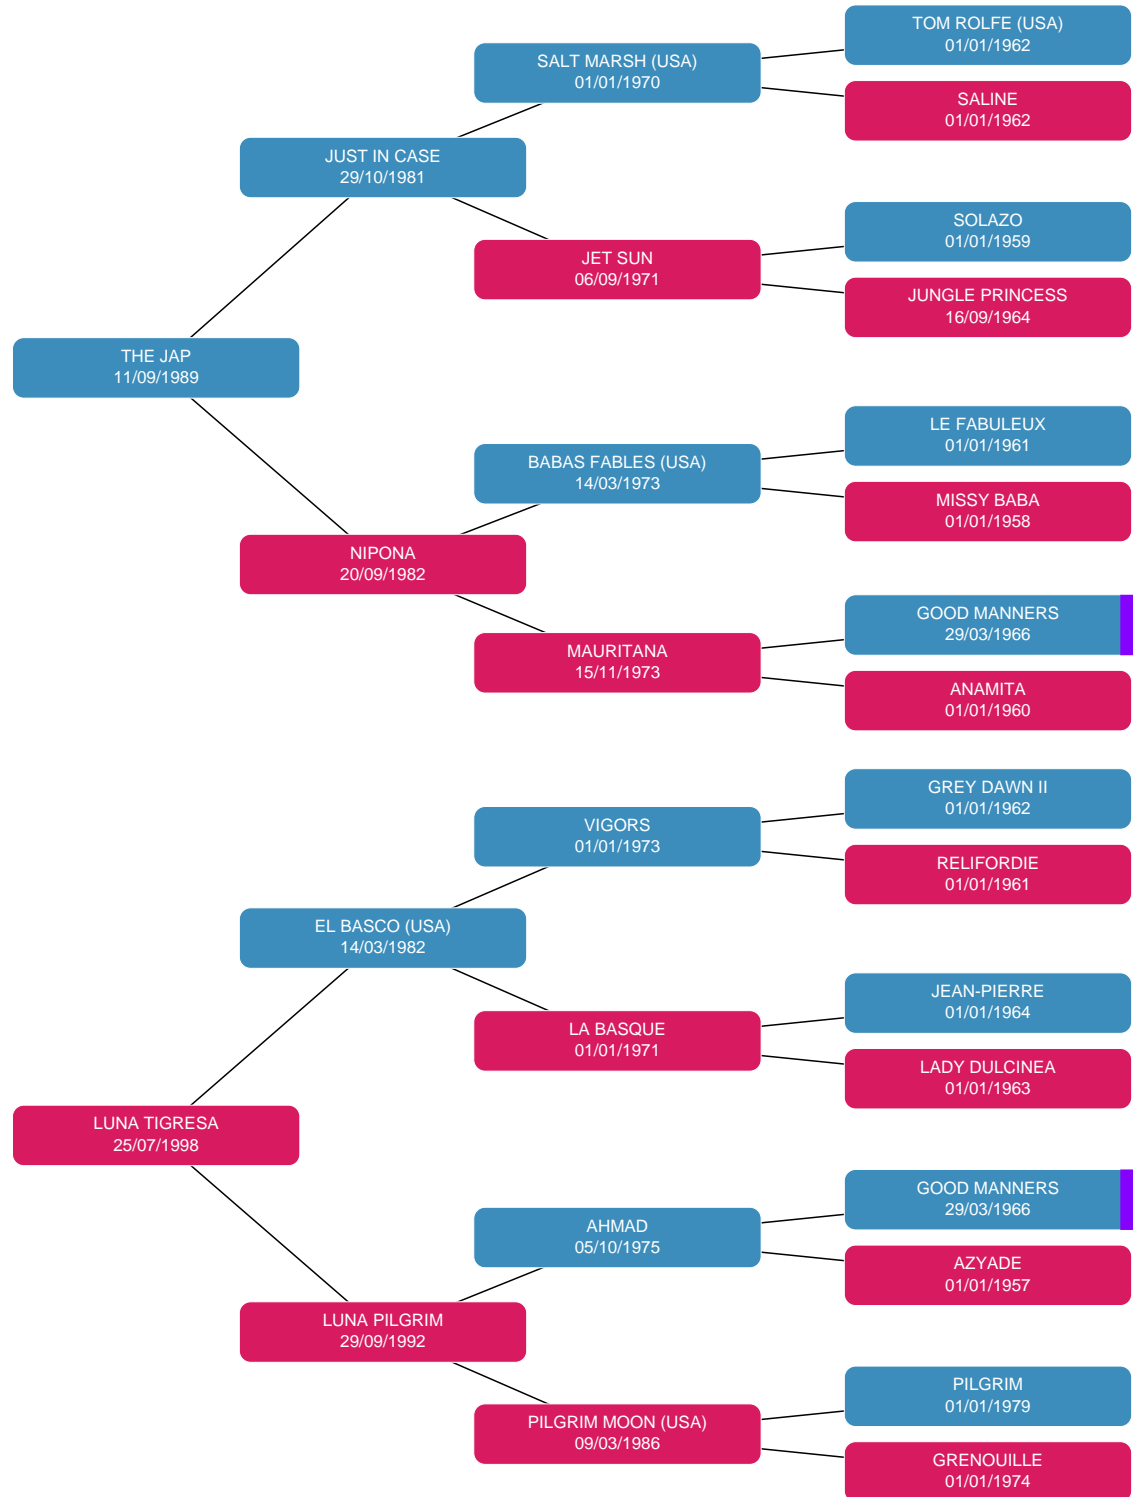 TOM ROLFE (USA)
01/01/1962
SALT MARSH (USA)
01/01/1970
SALINE
01/01/1962
JUST IN CASE
29/10/1981
SOLAZO
01/01/1959
JET SUN
06/09/1971
JUNGLE PRINCESS
16/09/1964
THE JAP
11/09/1989
LE FABULEUX
01/01/1961
BABAS FABLES (USA)
14/03/1973
MISSY BABA
01/01/1958
NIPONA
20/09/1982
GOOD MANNERS
29/03/1966
MAURITANA
15/11/1973
ANAMITA
01/01/1960
GREY DAWN II
01/01/1962
VIGORS
01/01/1973
RELIFORDIE
01/01/1961
EL BASCO (USA)
14/03/1982
JEAN-PIERRE
01/01/1964
LA BASQUE
01/01/1971
LADY DULCINEA
01/01/1963
LUNA TIGRESA
25/07/1998
GOOD MANNERS
29/03/1966
AHMAD
05/10/1975
AZYADE
01/01/1957
LUNA PILGRIM
29/09/1992
PILGRIM
01/01/1979
PILGRIM MOON (USA)
09/03/1986
GRENOUILLE
01/01/1974